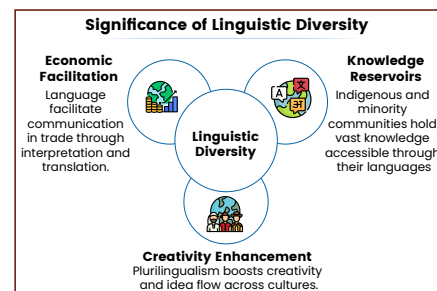 Significance of Linguistic Diversity
Economic
Facilitation
Language
facilitate
communication
in trade through
interpretation and
translation.
A
文
अ
Knowledge
Reservoirs
Indigenous and
minority
communities hold
vast knowledge
accessible through
their languages
Linguistic
Diversity
Creativity Enhancement
Plurilingualism boosts creativity
and idea flow across cultures.